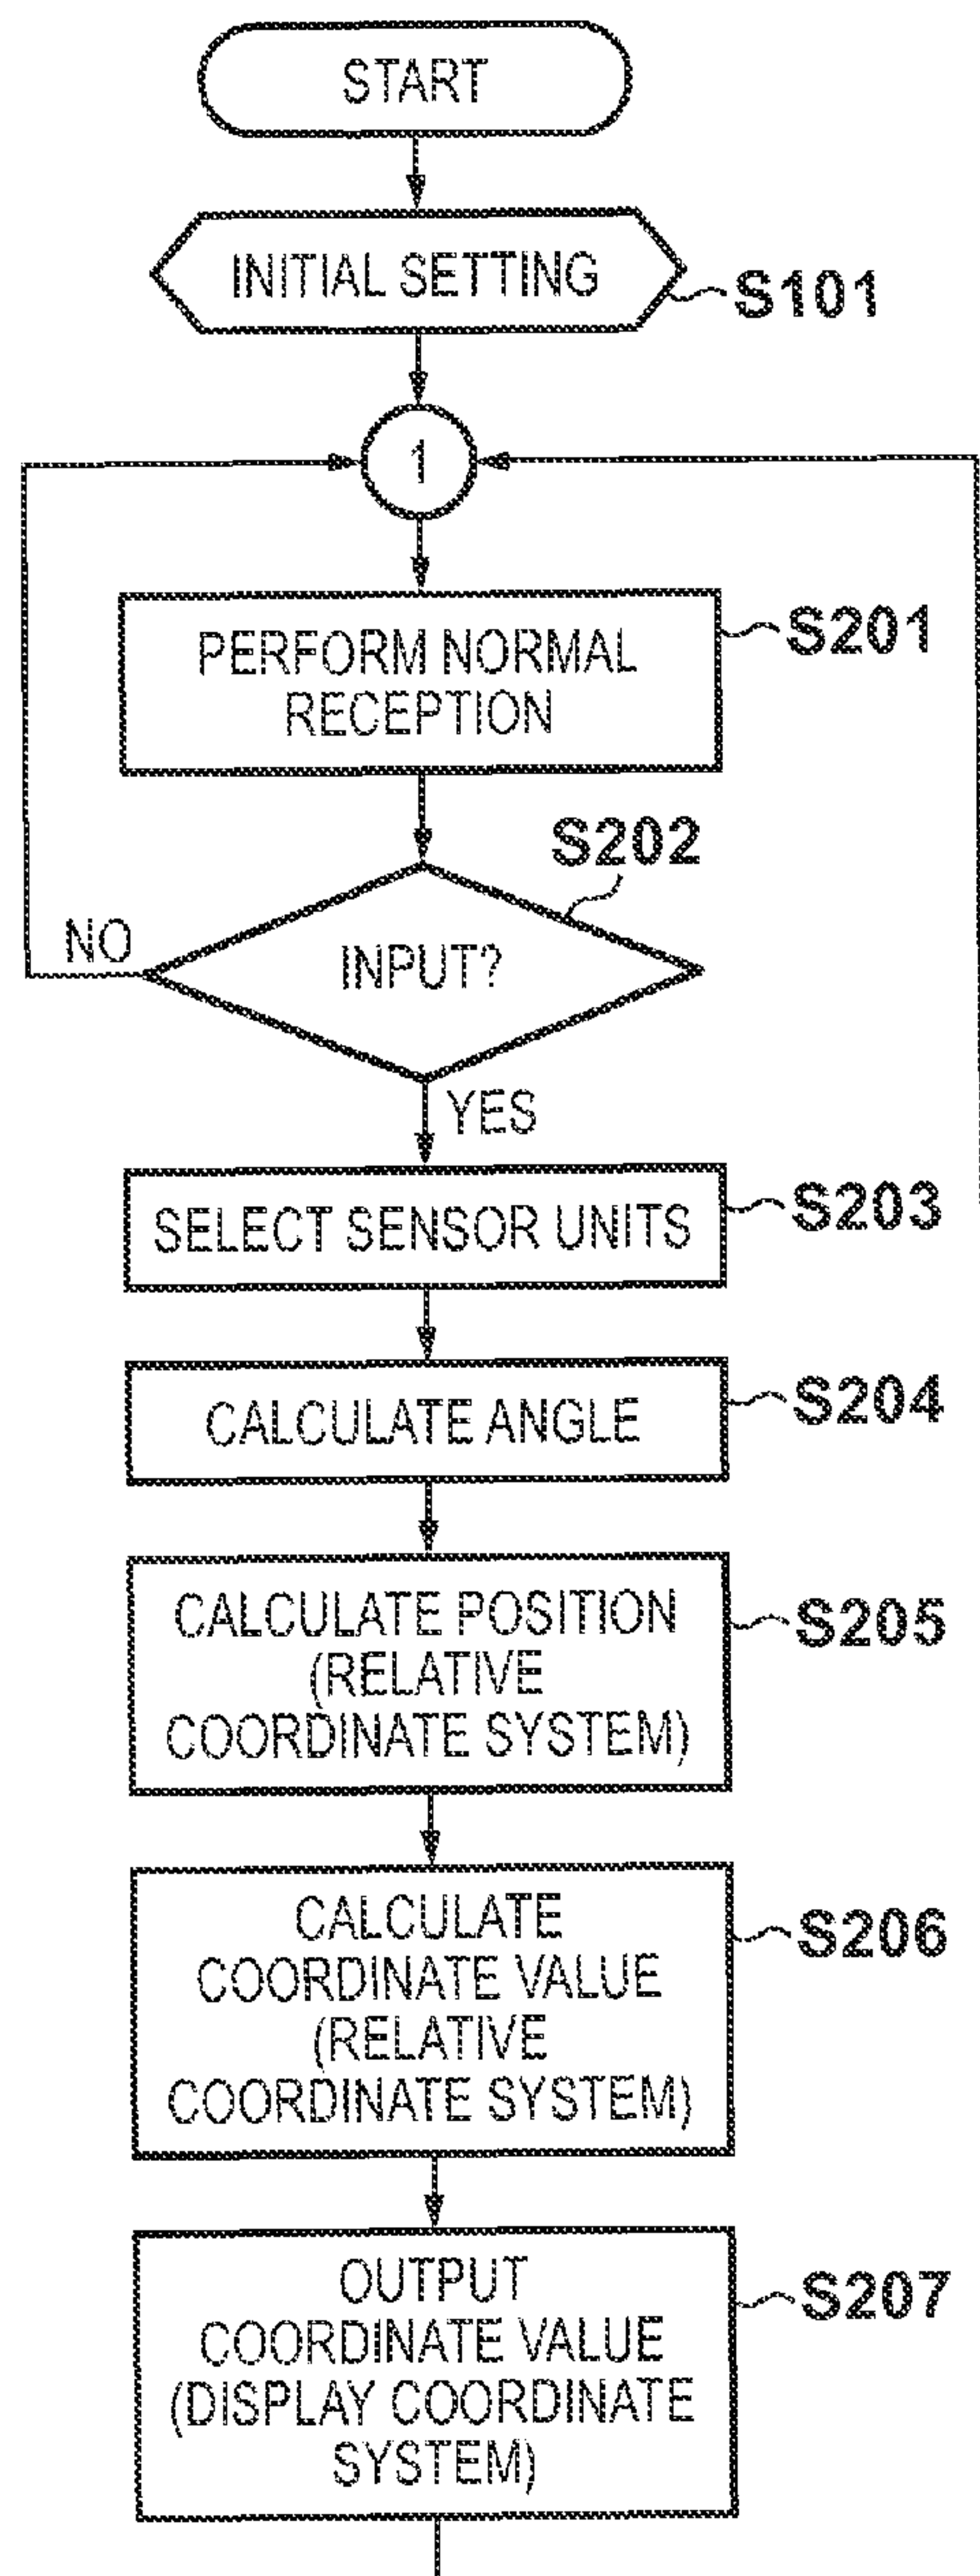 START
INITIAL SETTING
S101
1
PERFORM NORMAL
RECEPTION
S201
S202
NO
INPUT?
YES
SELECT SENSOR UNITS
S203
CALCULATE ANGLE
S204
CALCULATE POSITION
(RELATIVE
COORDINATE SYSTEM)
S205
CALCULATE
COORDINATE VALUE
(RELATIVE
COORDINATE SYSTEM)
S206
OUTPUT
COORDINATE VALUE
(DISPLAY COORDINATE
SYSTEM)
S207